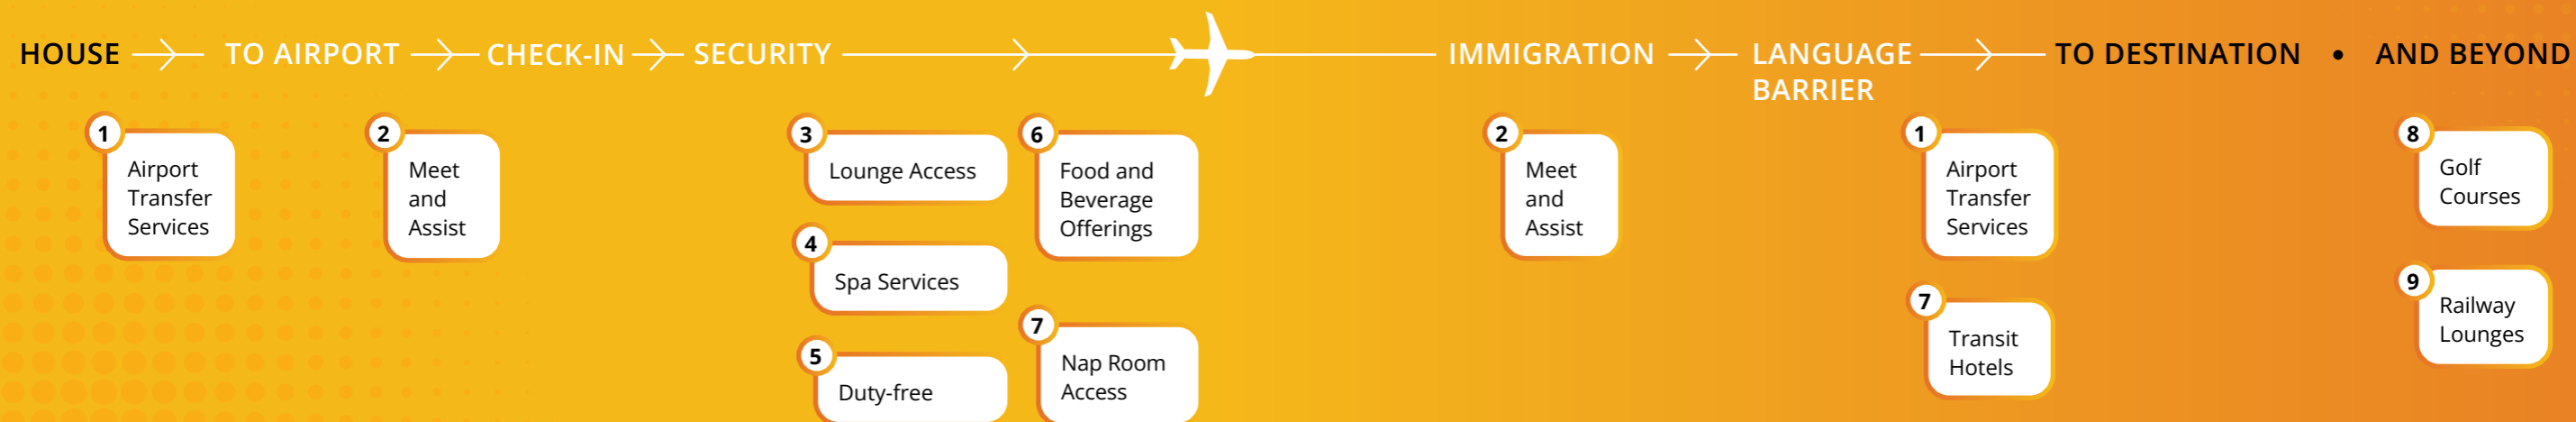 HOUSE TO AIRPORT CHECK-IN SECURITY IMMIGRATION LANGUAGE TO DESTINATION • AND BEYOND
BARRIER
1
Airport
Transfer
Services
2
Meet
and
Assist
3
Lounge Access
4
Spa Services
5
Duty-free
6
Food and
Beverage
Offerings
7
Nap Room
Access
2
Meet
and
Assist
1
Airport
Transfer
Services
7
Transit
Hotels
8
Golf
Courses
9
Railway
Lounges